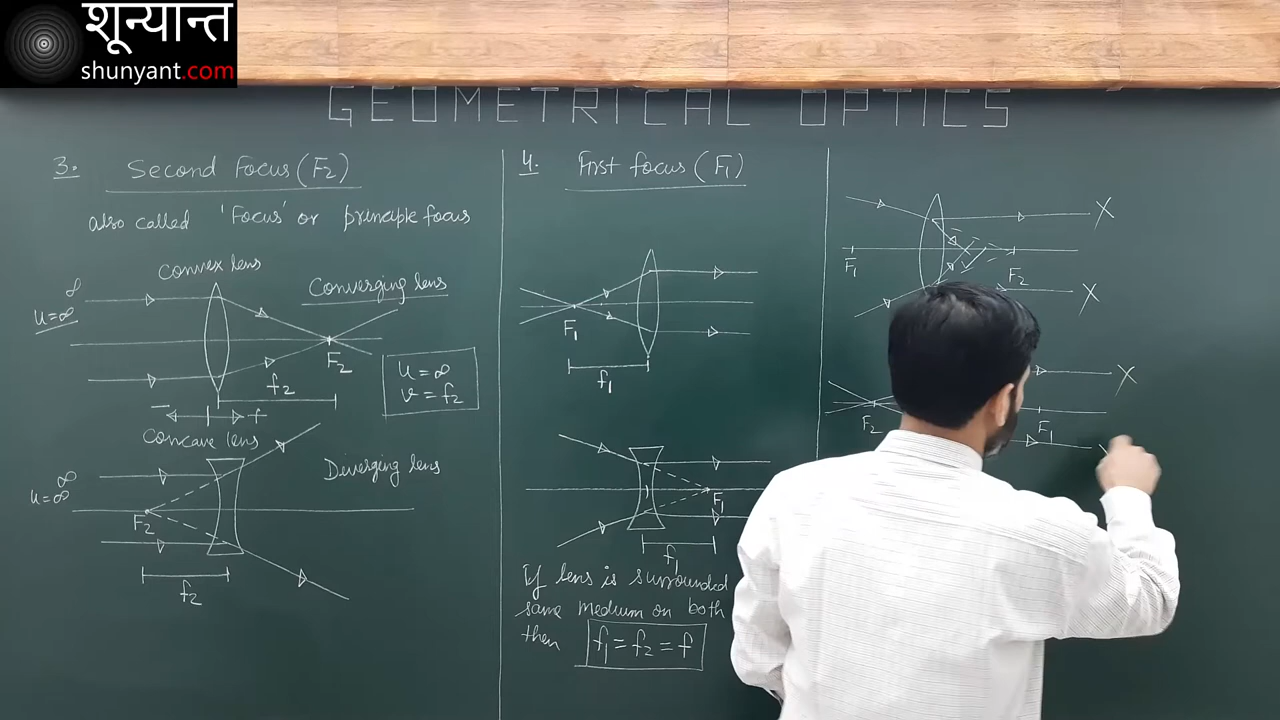 शून्यान्त
shunyant.com
GEOMETRICAL OPTICS
3. Second Focus (F2)
also called 'Focus' or principle focus
Convex lens
∞
u=∞
Converging lens
F2
f2
u = ∞
v = f2
− +
Concave lens
Diverging lens
∞
u=∞
F2
f2
4. First focus (F1)
F1
f1
F1
f1
If lens is surrounded
same medium on both
then f1 = f2 = f
X
F1
F2
X
X
F2
F1